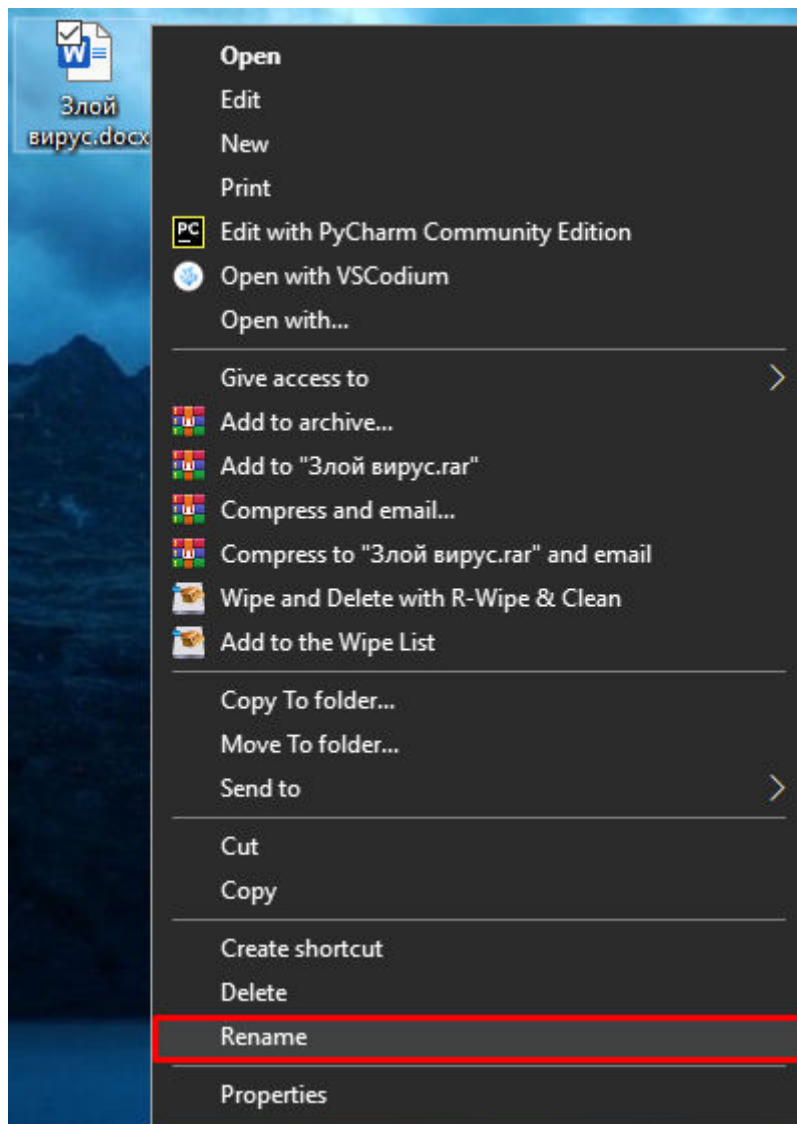 Злой
вирус.docx
Open
Edit
New
Print
Edit with PyCharm Community Edition
Open with VSCodium
Open with...
Give access to
Add to archive...
Add to "Злой вирус.rar"
Compress and email...
Compress to "Злой вирус.rar" and email
Wipe and Delete with R-Wipe & Clean
Add to the Wipe List
Copy To folder...
Move To folder...
Send to
Cut
Copy
Create shortcut
Delete
Rename
Properties